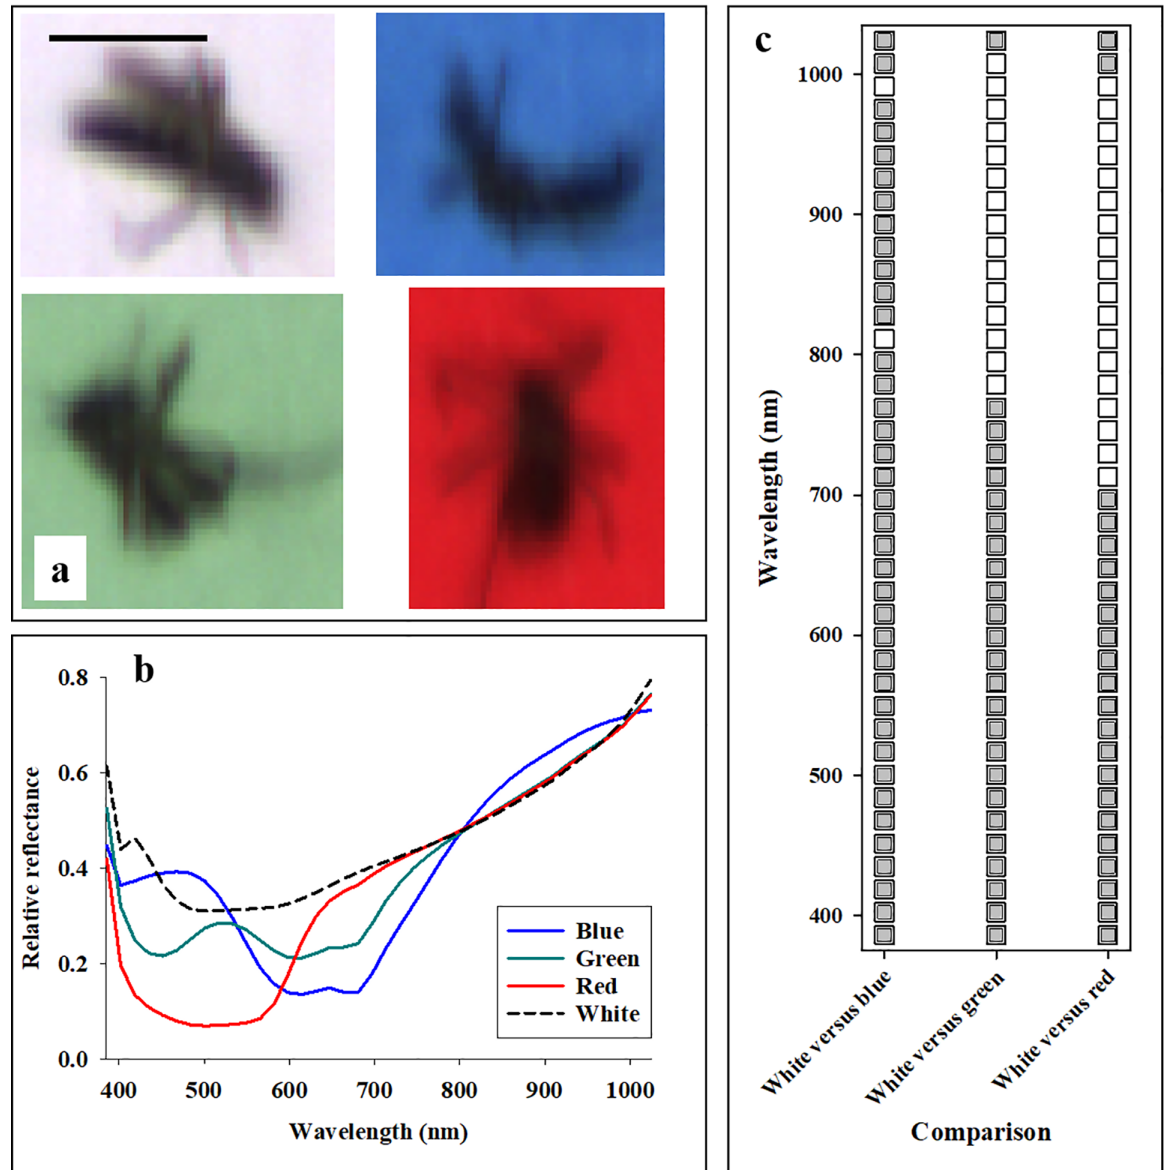 a
b
0.8
0.6
0.4
0.2
0.0
Relative reflectance
400 500 600 700 800 900 1000
Wavelength (nm)
Blue
Green
Red
White
c
1000
900
800
700
600
500
400
Wavelength (nm)
White versus blue
White versus green
White versus red
Comparison